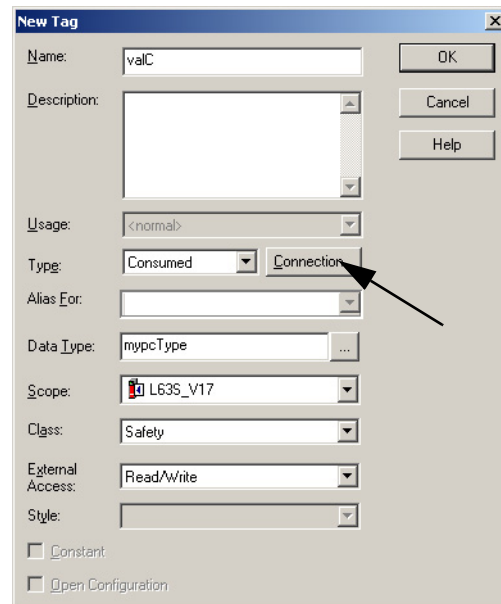 New Tag
Name: valC OK
Description: Cancel
Help
Usage: <normal>
Type: Consumed Connection...
Alias For:
Data Type: mypcType ...
Scope: L63S_V17
Class: Safety
External Access: Read/Write
Style:
Constant
Open Configuration